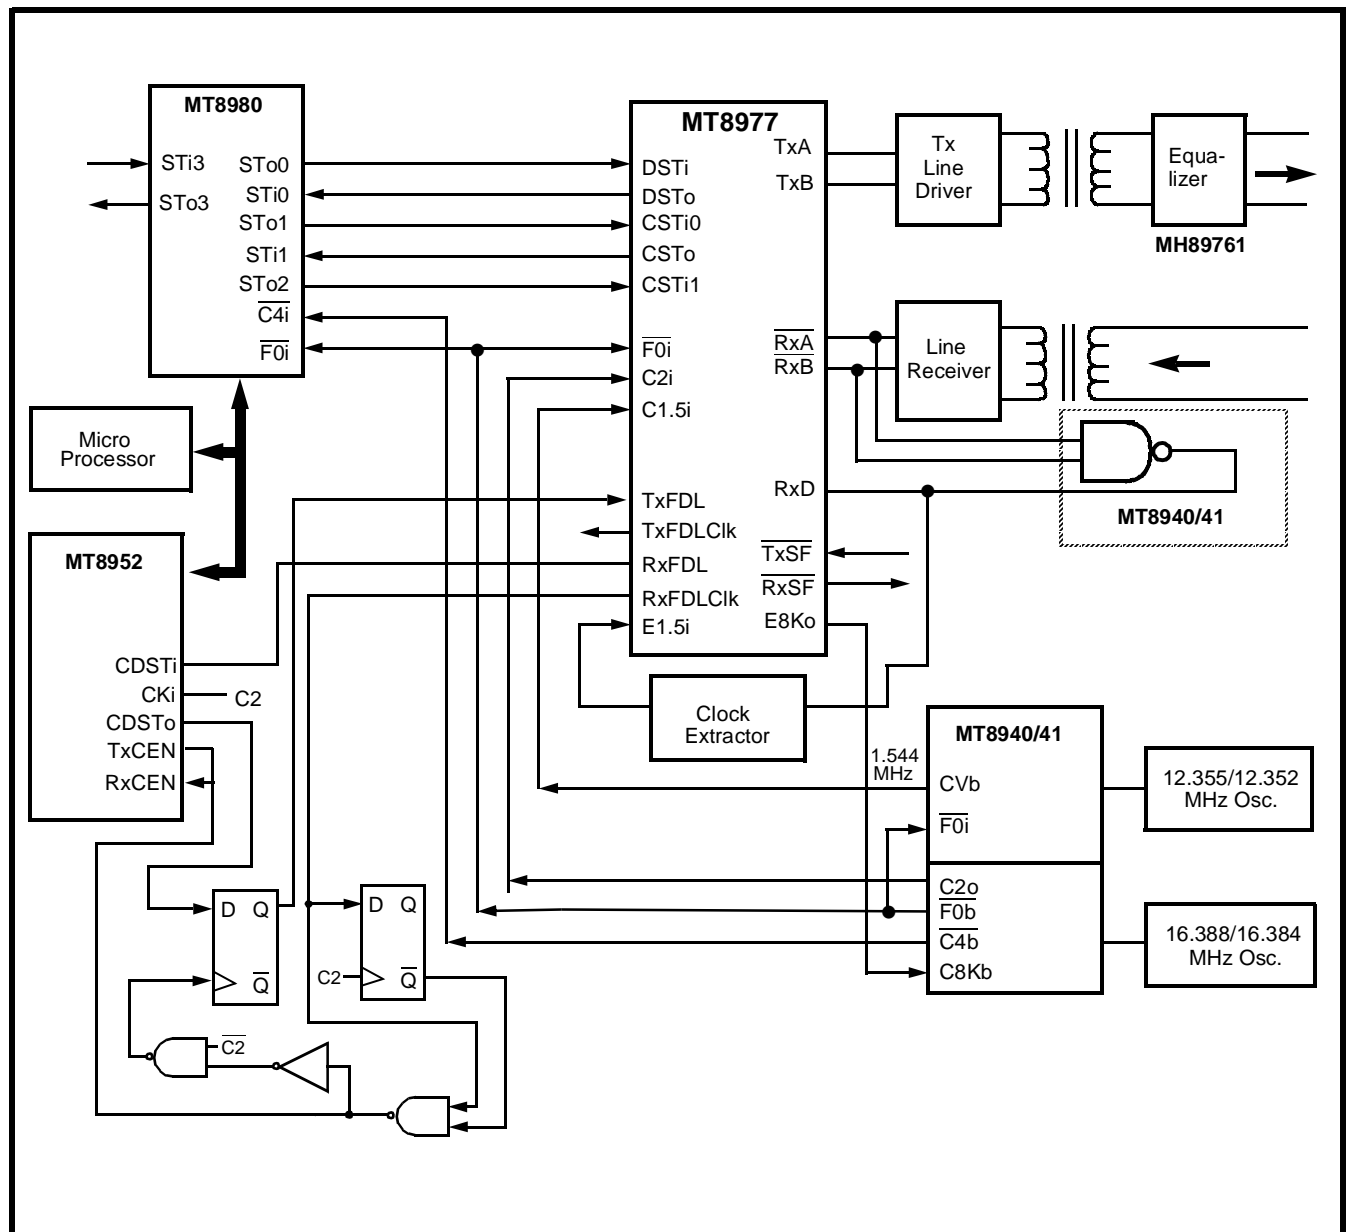 MT8980
STi3
STo3
STo0
STi0
STo1
STi1
STo2
C4i
F0i
MT8977
DSTi
DSTo
CSTi0
CSTo
CSTi1
F0i
C2i
C1.5i
TxFDL
TxFDLClk
RxFDL
RxFDLClk
E1.5i
TxA
TxB
RxA
RxB
RxD
TxSF
RxSF
E8Ko
Tx
Line
Driver
Equa-
lizer
MH89761
Line
Receiver
MT8940/41
Micro
Processor
MT8952
CDSTi
CKi
C2
CDSTo
TxCEN
RxCEN
Clock
Extractor
1.544
MHz
MT8940/41
CVb
F0i
C2o
F0b
C4b
C8Kb
12.355/12.352
MHz Osc.
16.388/16.384
MHz Osc.
D Q
Q
D Q
C2
Q
C2